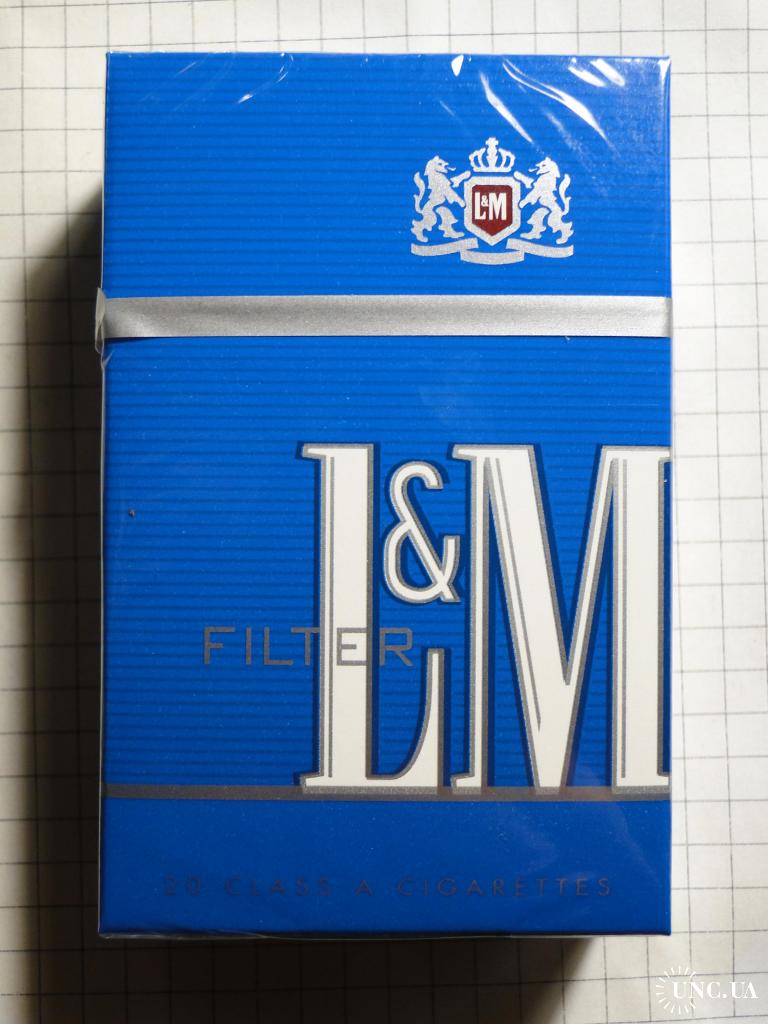 L&M
L&M
FILTER
20 CLASS A CIGARETTES
UNC.UA